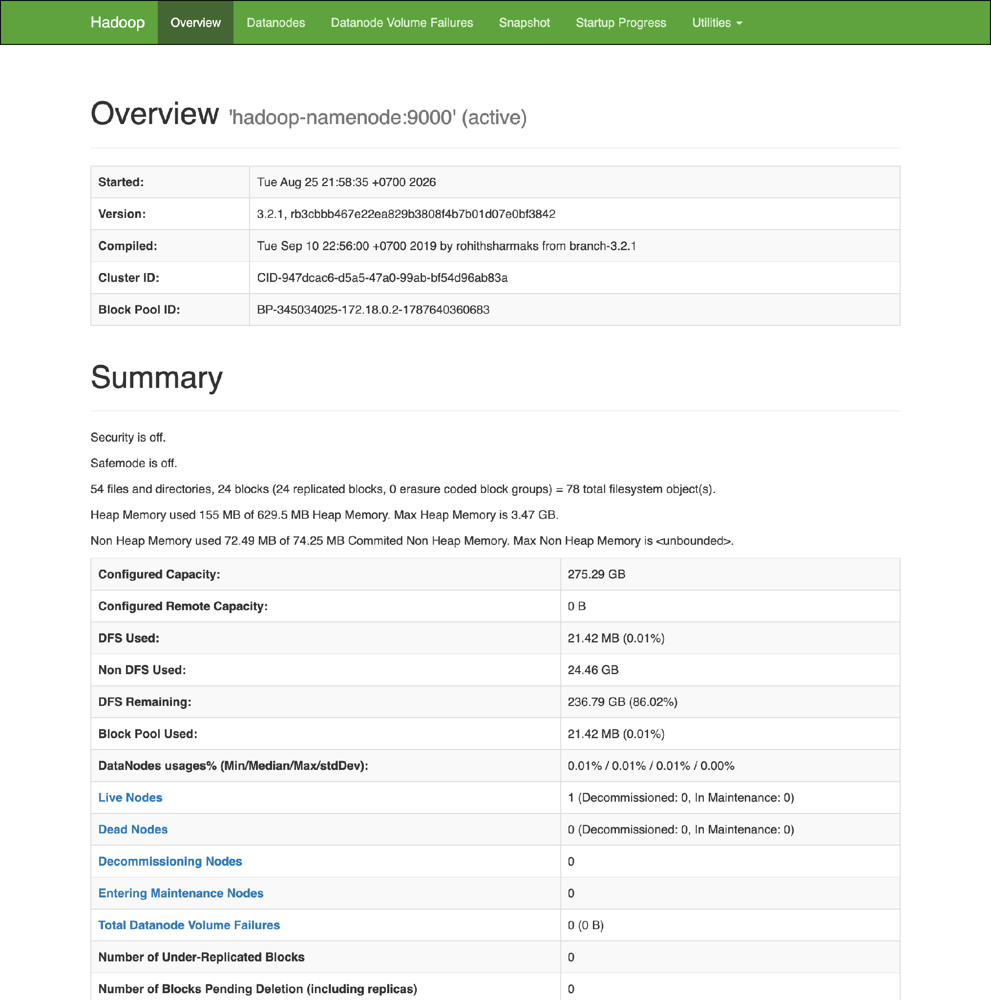 Hadoop Overview Datanodes Datanode Volume Failures Snapshot Startup Progress Utilities
Overview 'hadoop-namenode:9000' (active)
Started: Tue Aug 25 21:58:35 +0700 2026
Version: 3.2.1, rb3cbbb467e22ea829b3808f4b7b01d07e0bf3842
Compiled: Tue Sep 10 22:56:00 +0700 2019 by rohithsharmaks from branch-3.2.1
Cluster ID: CID-947dcac6-d5a5-47a0-99ab-bf54d96ab83a
Block Pool ID: BP-345034025-172.18.0.2-1787640360683
Summary
Security is off.
Safemode is off.
54 files and directories, 24 blocks (24 replicated blocks, 0 erasure coded block groups) = 78 total filesystem object(s).
Heap Memory used 155 MB of 629.5 MB Heap Memory. Max Heap Memory is 3.47 GB.
Non Heap Memory used 72.49 MB of 74.25 MB Commited Non Heap Memory. Max Non Heap Memory is <unbounded>.
Configured Capacity: 275.29 GB
Configured Remote Capacity: 0 B
DFS Used: 21.42 MB (0.01%)
Non DFS Used: 24.46 GB
DFS Remaining: 236.79 GB (86.02%)
Block Pool Used: 21.42 MB (0.01%)
DataNodes usages% (Min/Median/Max/stdDev): 0.01% / 0.01% / 0.01% / 0.00%
Live Nodes 1 (Decommissioned: 0, In Maintenance: 0)
Dead Nodes 0 (Decommissioned: 0, In Maintenance: 0)
Decommissioning Nodes 0
Entering Maintenance Nodes 0
Total Datanode Volume Failures 0 (0 B)
Number of Under-Replicated Blocks 0
Number of Blocks Pending Deletion (including replicas) 0